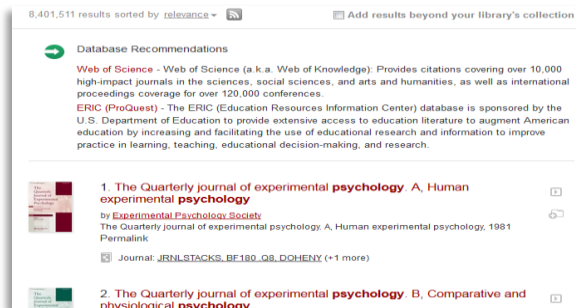 8,401,511 results sorted by relevance
Add results beyond your library's collection
Database Recommendations
Web of Science - Web of Science (a.k.a. Web of Knowledge): Provides citations covering over 10,000
high-impact journals in the sciences, social sciences, and arts and humanities, as well as international
proceedings coverage for over 120,000 conferences.
ERIC (ProQuest) - The ERIC (Education Resources Information Center) database is sponsored by the
U.S. Department of Education to provide extensive access to education literature to augment American
education by increasing and facilitating the use of educational research and information to improve
practice in learning, teaching, educational decision-making, and research.
1. The Quarterly journal of experimental psychology. A, Human
experimental psychology
by Experimental Psychology Society
The Quarterly journal of experimental psychology. A, Human experimental psychology, 1981
Permalink
Journal: JRNLSTACKS, BF180 .Q8, DOHENY (+1 more)
2. The Quarterly journal of experimental psychology. B, Comparative and
physiological psychology